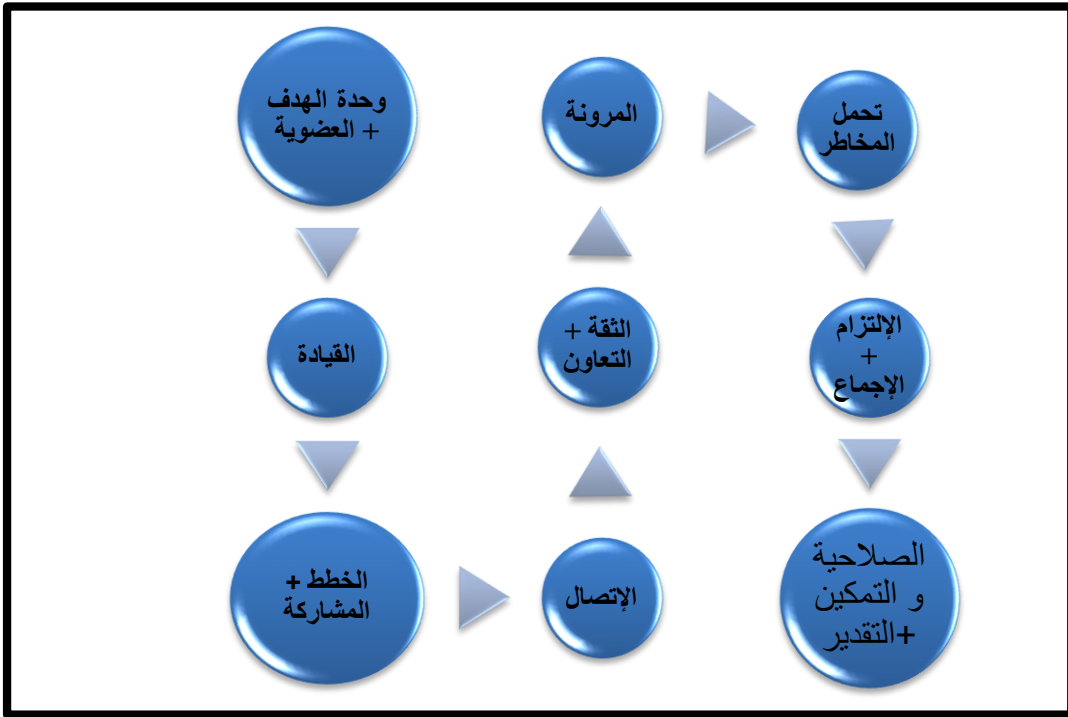 وحدة الهدف
+ العضوية
القيادة
الخطط +
المشاركة
الإتصال
الثقة +
التعاون
المرونة
تحمل
المخاطر
الإلتزام
+
الإجماع
الصلاحية
و التمكين
+التقدير